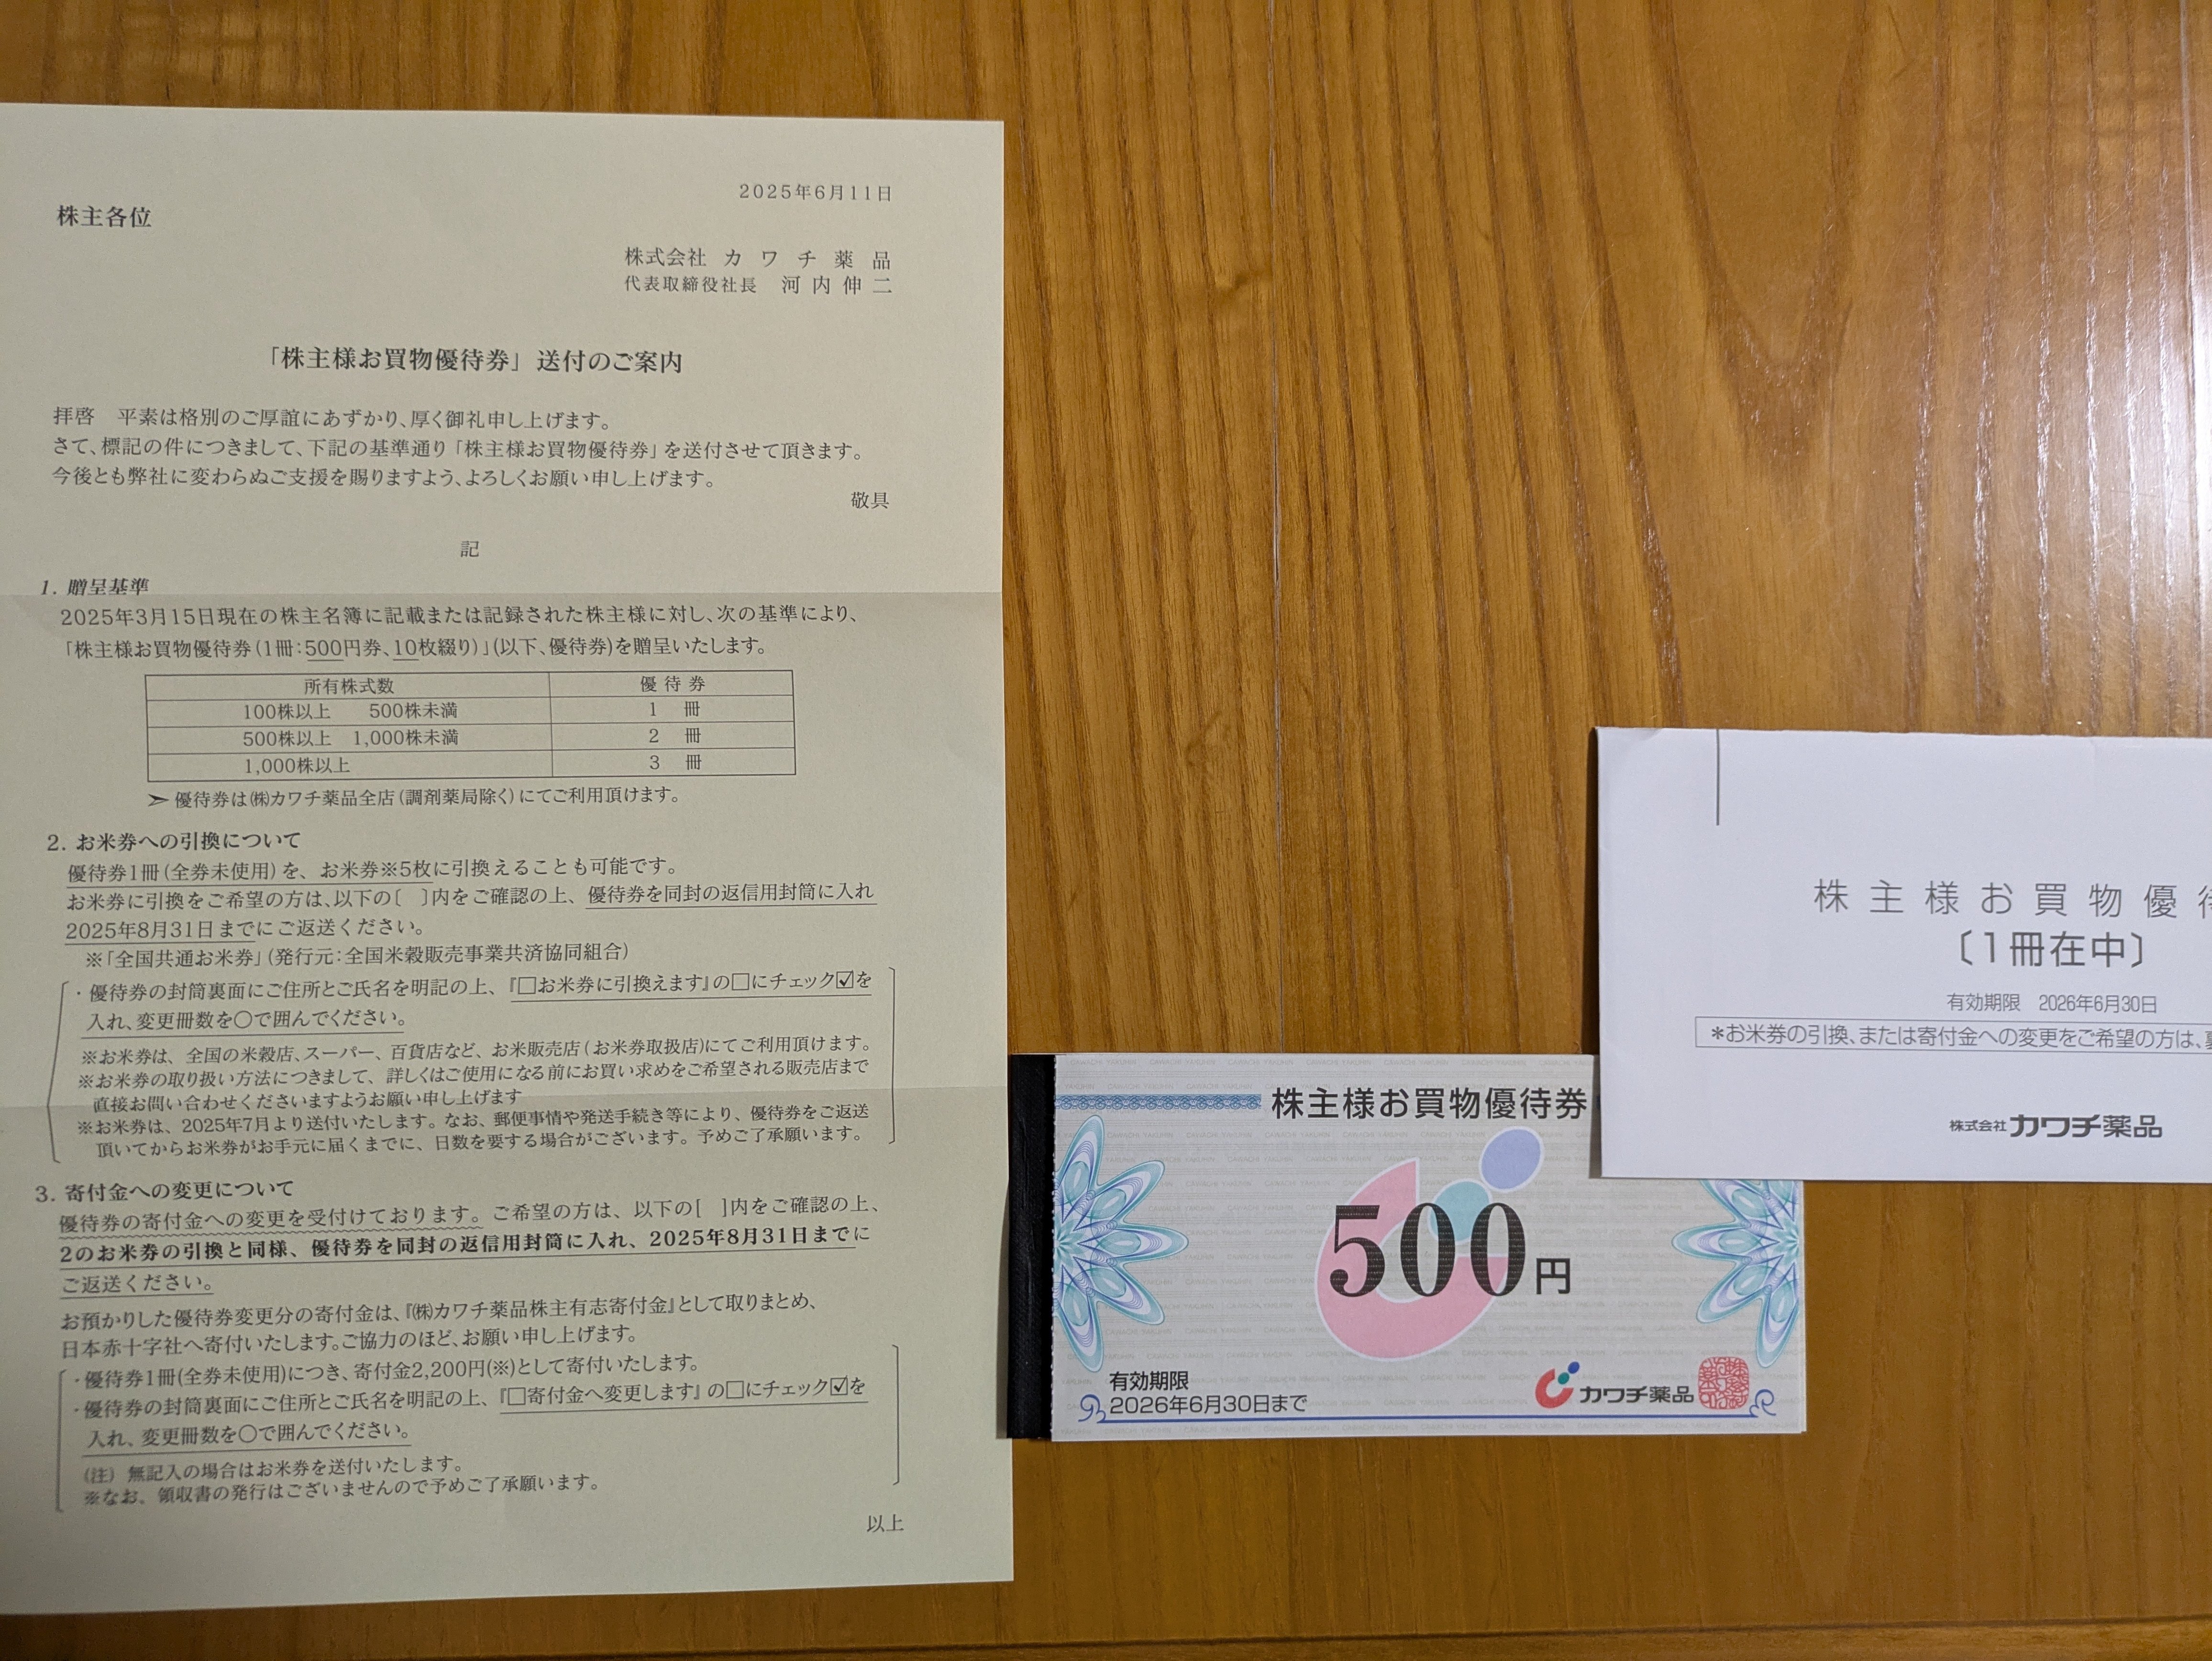 2025年6月11日
株主各位
株式会社 カワチ薬品
代表取締役社長 河内伸二
「株主様お買物優待券」送付のご案内
拝啓 平素は格別のご厚誼にあずかり、厚く御礼申し上げます。
さて、標記の件につきまして、下記の基準通り「株主様お買物優待券」を送付させて頂きます。
今後とも弊社に変わらぬご支援を賜りますよう、よろしくお願い申し上げます。
敬具
記
1. 贈呈基準
2025年3月15日現在の株主名簿に記載または記録された株主様に対し、次の基準により、
「株主様お買物優待券(1冊:500円券、10枚綴り)」(以下、優待券)を贈呈いたします。
所有株式数 優待券
100株以上 500株未満 1 冊
500株以上 1,000株未満 2 冊
1,000株以上 3 冊
➢ 優待券は㈱カワチ薬品全店(調剤薬局除く)にてご利用頂けます。
2. お米券への引換について
優待券1冊(全券未使用)を、お米券※5枚に引換えることも可能です。
お米券に引換をご希望の方は、以下の〔 〕内をご確認の上、優待券を同封の返信用封筒に入れ
2025年8月31日までにご返送ください。
※「全国共通お米券」(発行元:全国米穀販売事業共済協同組合)
・優待券の封筒裏面にご住所とご氏名を明記の上、『□お米券に引換えます』の□にチェック☑を
入れ、変更冊数を○で囲んでください。
※お米券は、全国の米穀店、スーパー、百貨店など、お米販売店(お米券取扱店)にてご利用頂けます。
※お米券の取り扱い方法につきまして、詳しくはご使用になる前にお買い求めをご希望される販売店まで
直接お問い合わせくださいますようお願い申し上げます
※お米券は、2025年7月より送付いたします。なお、郵便事情や発送手続き等により、優待券をご返送
頂いてからお米券がお手元に届くまでに、日数を要する場合がございます。予めご了承願います。
3. 寄付金への変更について
優待券の寄付金への変更を受付けております。ご希望の方は、以下の[ ]内をご確認の上、
2のお米券の引換と同様、優待券を同封の返信用封筒に入れ、2025年8月31日までに
ご返送ください。
お預かりした優待券変更分の寄付金は、『㈱カワチ薬品株主有志寄付金』として取りまとめ、
日本赤十字社へ寄付いたします。ご協力のほど、お願い申し上げます。
・優待券1冊(全券未使用)につき、寄付金2,200円(※)として寄付いたします。
・優待券の封筒裏面にご住所とご氏名を明記の上、『□寄付金へ変更します』の□にチェック☑を
入れ、変更冊数を○で囲んでください。
(注) 無記入の場合はお米券を送付いたします。
※なお、領収書の発行はございませんので予めご了承願います。
以上
株主様お買物優待券
500円
有効期限
2026年6月30日まで
カワチ薬品
株主様お買物優
〔1冊在中〕
有効期限 2026年6月30日
*お米券の引換、または寄付金への変更をご希望の方は、
株式会社カワチ薬品